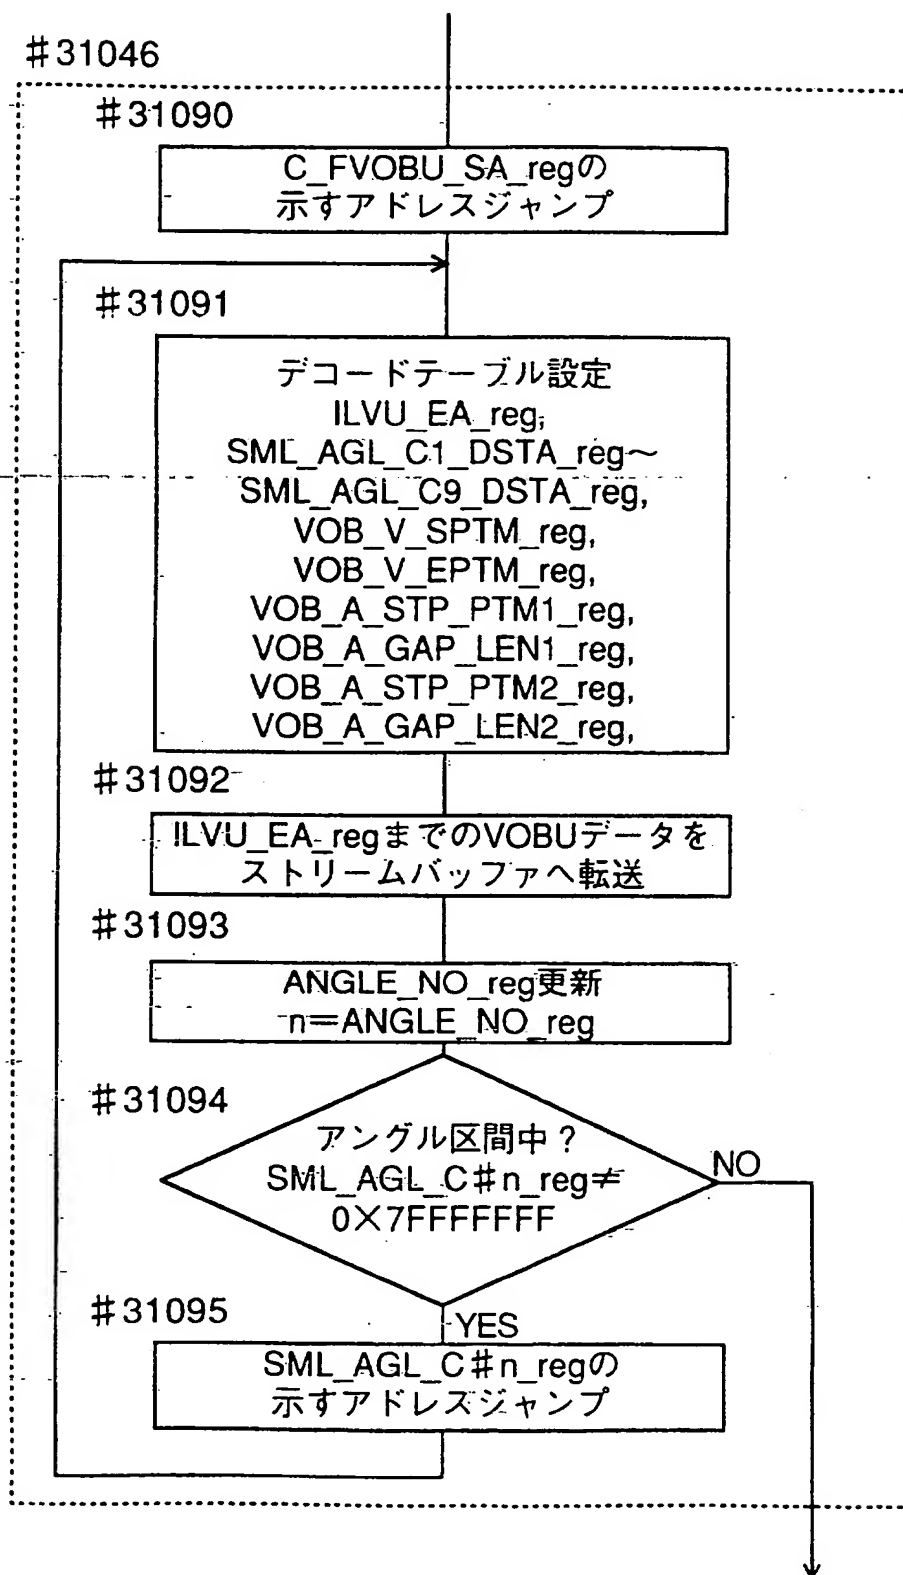 #31046
#31090
C_FVOBU_SA_regの
示すアドレスジャンプ
#31091
デコードテーブル設定
ILVU_EA_reg,
SML_AGL_C1_DSTA_reg～
SML_AGL_C9_DSTA_reg,
VOB_V_SPTM_reg,
VOB_V_EPTM_reg,
VOB_A_STP_PTM1_reg,
VOB_A_GAP_LEN1_reg,
VOB_A_STP_PTM2_reg,
VOB_A_GAP_LEN2_reg,
#31092
ILVU_EA_regまでのVOBUデータを
ストリームバッファへ転送
#31093
ANGLE_NO_reg更新
n＝ANGLE_NO_reg
#31094
アングル区間中？
SML_AGL_C#n_reg≠
0×7FFFFFFF
NO
#31095
YES
SML_AGL_C#n_regの
示すアドレスジャンプ